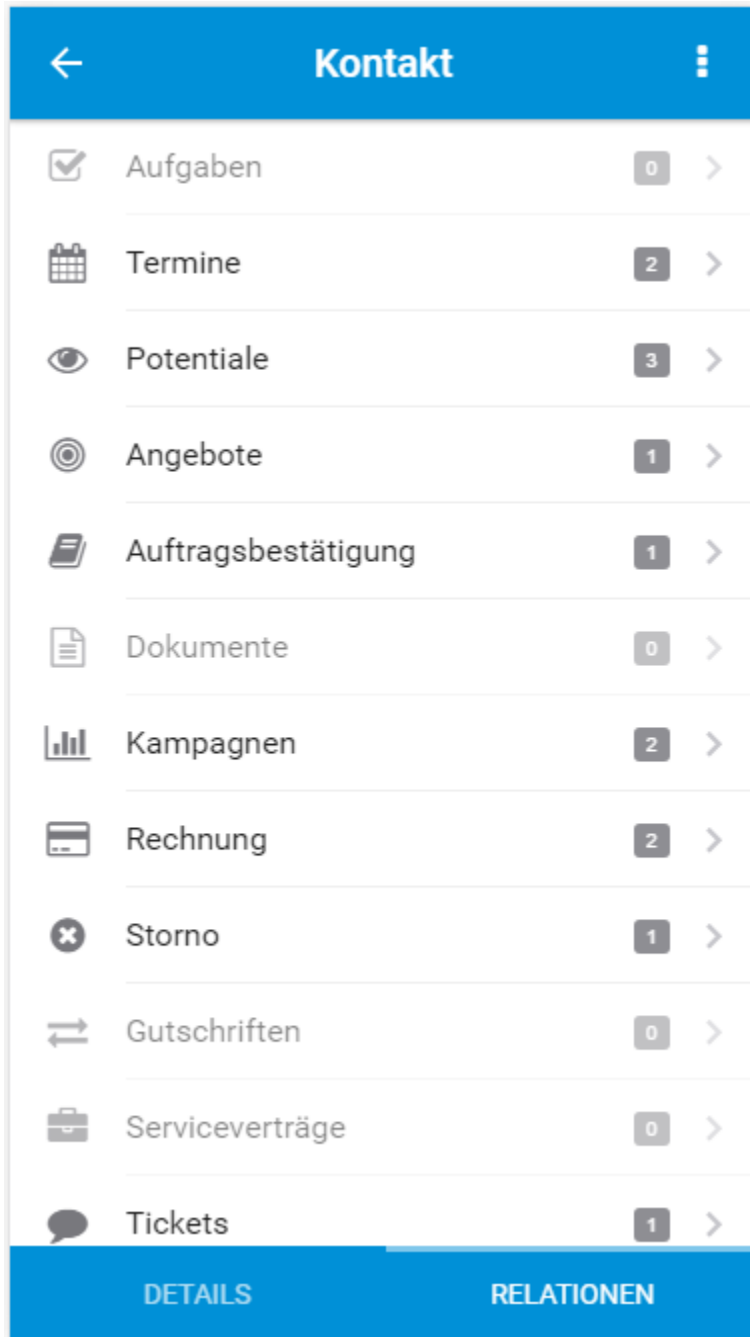 Kontakt
Aufgaben 0
Termine 2
Potentiale 3
Angebote 1
Auftragsbestätigung 1
Dokumente 0
Kampagnen 2
Rechnung 2
Storno 1
Gutschriften 0
Serviceverträge 0
Tickets 1
DETAILS RELATIONEN